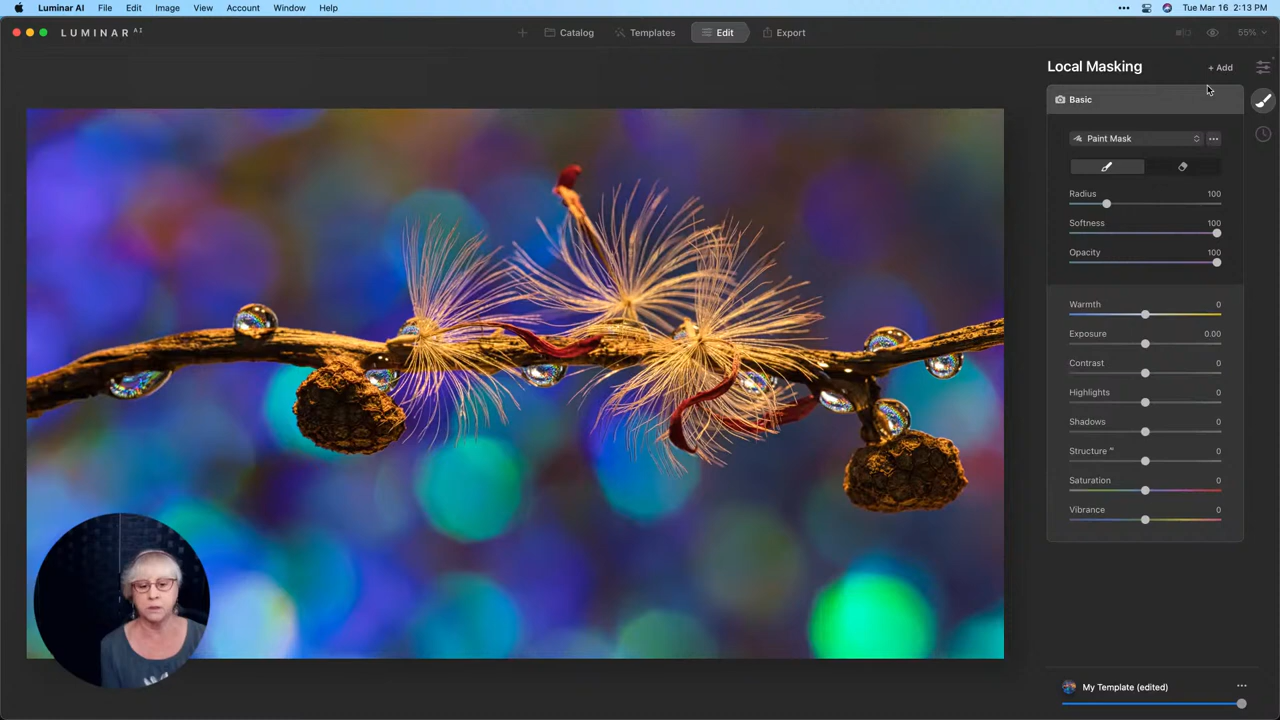 Luminar AI File Edit Image View Account Window Help Tue Mar 16 2:13 PM
LUMINAR AI Catalog Templates Edit Export 55%
Local Masking + Add
Basic
Paint Mask
Radius 100
Softness 100
Opacity 100
Warmth 0
Exposure 0.00
Contrast 0
Highlights 0
Shadows 0
Structure AI 0
Saturation 0
Vibrance 0
My Template (edited)